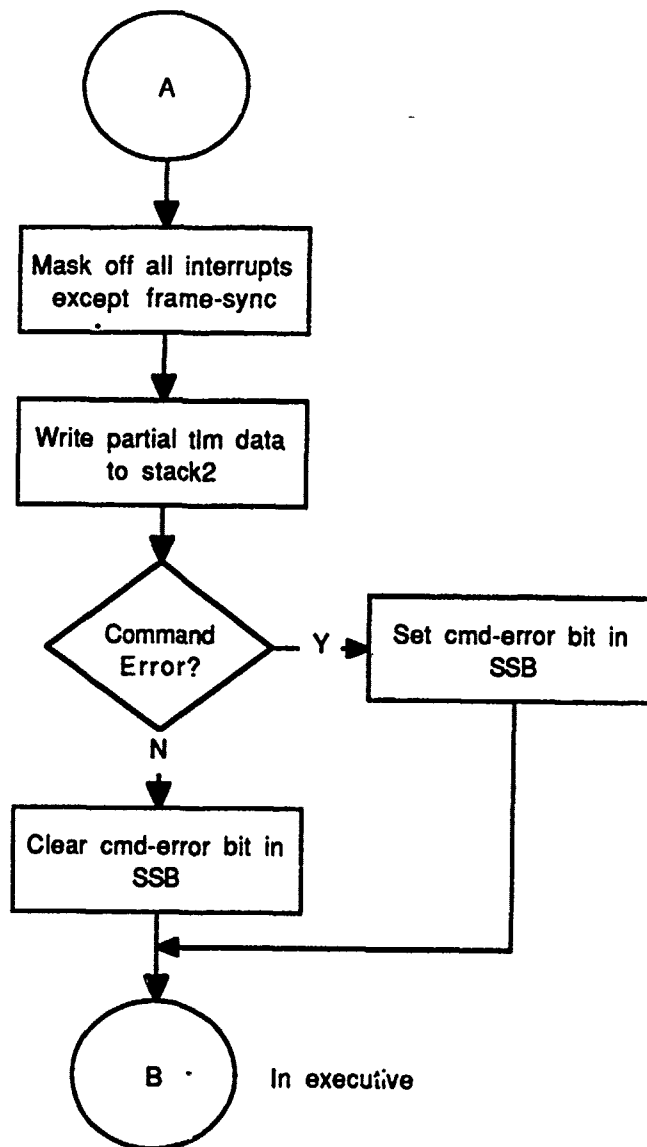 A
Mask off all interrupts
except frame-sync
Write partial tlm data
to stack2
Command
Error?
Y
Set cmd-error bit in
SSB
N
Clear cmd-error bit in
SSB
B
In executive